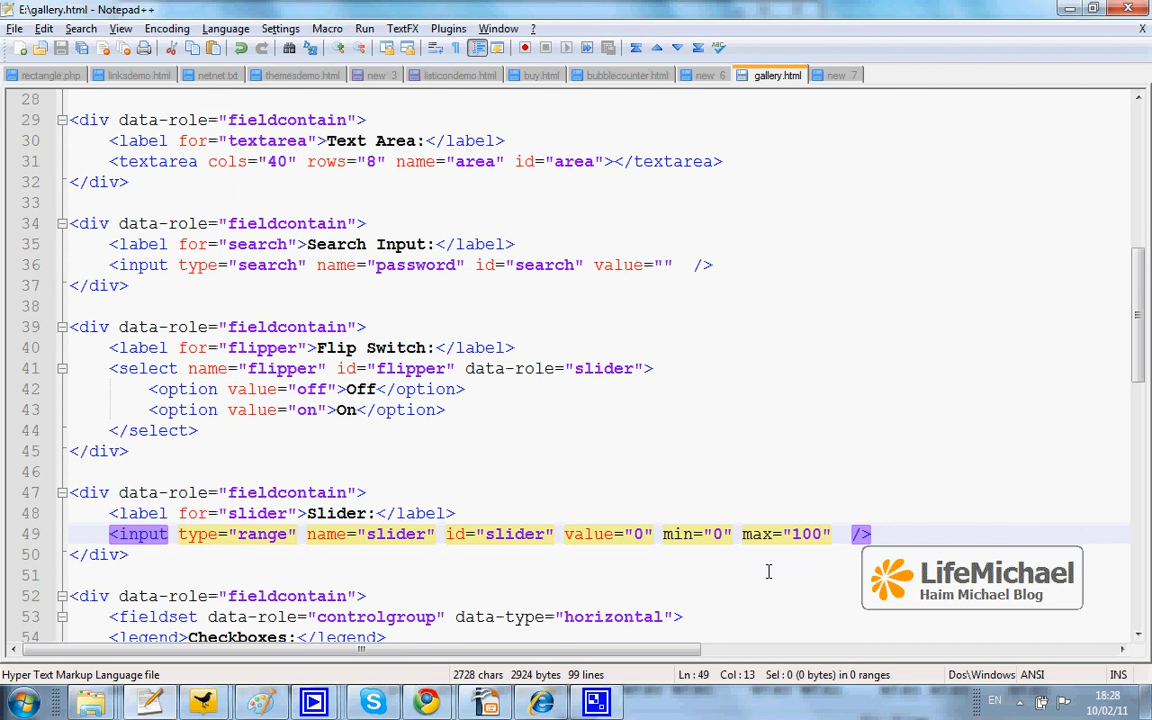 E:\gallery.html - Notepad++
File Edit Search View Encoding Language Settings Macro Run TextFX Plugins Window ? X
rectangle.php linksdemo.html netnet.txt themesdemo.html new 3 listicondemo.html buy.html bubblecounter.html new 6 gallery.html new 7
28
29 <div data-role="fieldcontain">
30 <label for="textarea">Text Area:</label>
31 <textarea cols="40" rows="8" name="area" id="area"></textarea>
32 </div>
33
34 <div data-role="fieldcontain">
35 <label for="search">Search Input:</label>
36 <input type="search" name="password" id="search" value=""  />
37 </div>
38
39 <div data-role="fieldcontain">
40 <label for="flipper">Flip Switch:</label>
41 <select name="flipper" id="flipper" data-role="slider">
42 <option value="off">Off</option>
43 <option value="on">On</option>
44 </select>
45 </div>
46
47 <div data-role="fieldcontain">
48 <label for="slider">Slider:</label>
49 <input type="range" name="slider" id="slider" value="0" min="0" max="100"  />
50 </div>
51
52 <div data-role="fieldcontain">
53 <fieldset data-role="controlgroup" data-type="horizontal">
54 <legend>Checkboxes:</legend>
LifeMichael
Haim Michael Blog
Hyper Text Markup Language file 2728 chars 2924 bytes 99 lines Ln : 49 Col : 13 Sel : 0 (0 bytes) in 0 ranges Dos\Windows ANSI INS
EN 18:28
10/02/11